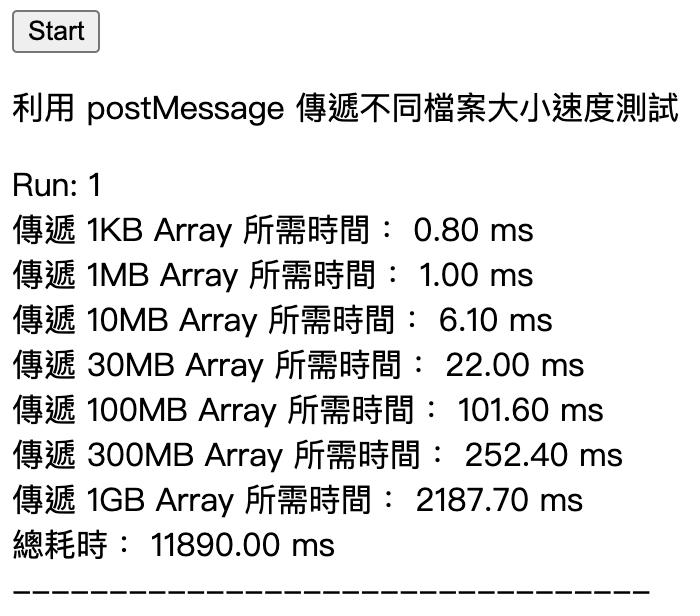 Start
利用 postMessage 傳遞不同檔案大小速度測試
Run: 1
傳遞 1KB Array 所需時間： 0.80 ms
傳遞 1MB Array 所需時間： 1.00 ms
傳遞 10MB Array 所需時間： 6.10 ms
傳遞 30MB Array 所需時間： 22.00 ms
傳遞 100MB Array 所需時間： 101.60 ms
傳遞 300MB Array 所需時間： 252.40 ms
傳遞 1GB Array 所需時間： 2187.70 ms
總耗時： 11890.00 ms
---------------------------------